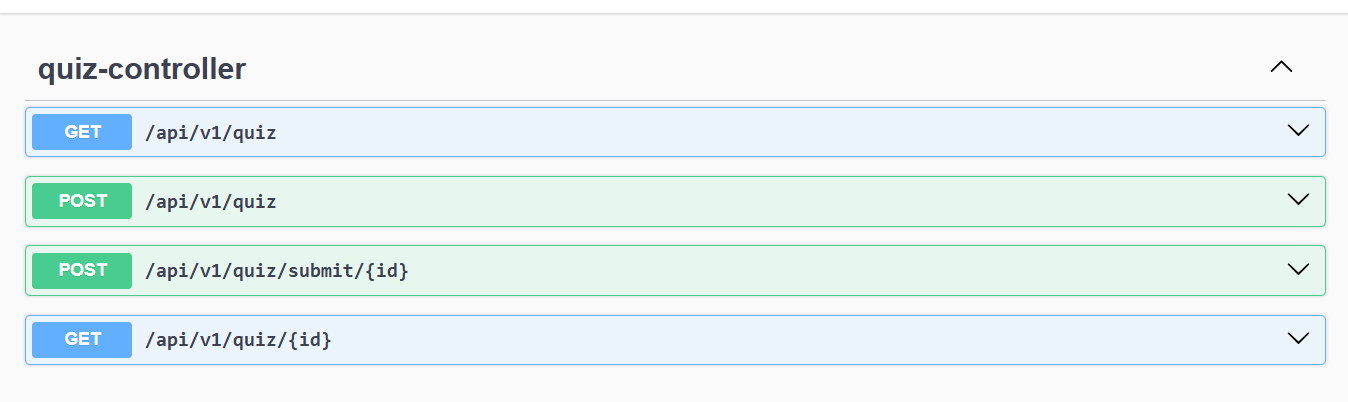 quiz-controller
GET /api/v1/quiz
POST /api/v1/quiz
POST /api/v1/quiz/submit/{id}
GET /api/v1/quiz/{id}